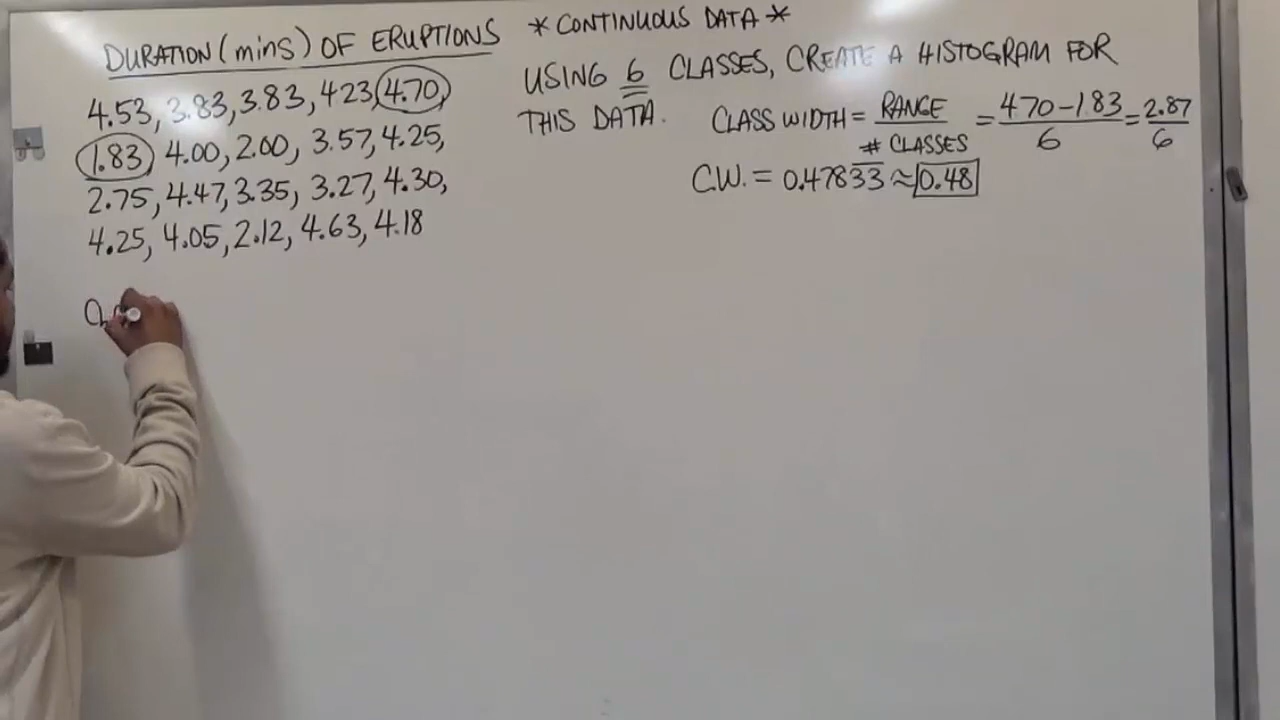 DURATION (mins) OF ERUPTIONS
4.53, 3.83, 3.83, 423, 4.70,
1.83, 4.00, 2.00, 3.57, 4.25,
2.75, 4.47, 3.35, 3.27, 4.30,
4.25, 4.05, 2.12, 4.63, 4.18
* CONTINUOUS DATA *
USING 6 CLASSES, CREATE A HISTOGRAM FOR
THIS DATA.
CLASS WIDTH = RANGE / # CLASSES = 4.70 - 1.83 / 6 = 2.87 / 6
C.W. = 0.47833 ≈ 0.48